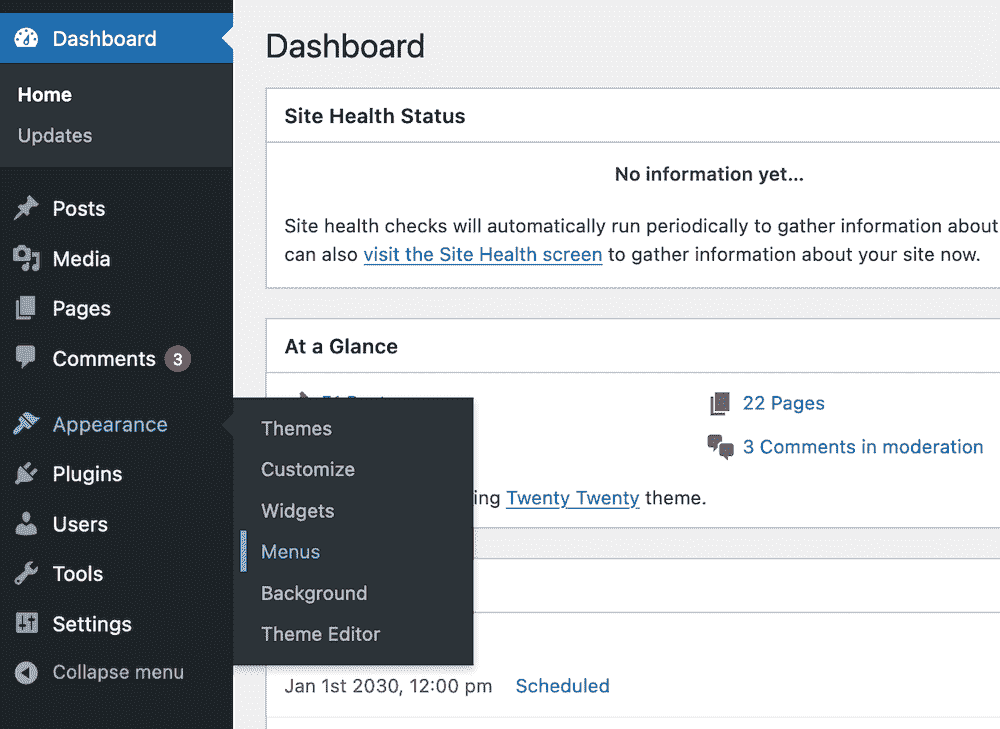 Dashboard
Home
Updates
Posts
Media
Pages
Comments 3
Appearance
Plugins
Users
Tools
Settings
Collapse menu
Themes
Customize
Widgets
Menus
Background
Theme Editor
Dashboard
Site Health Status
No information yet...
Site health checks will automatically run periodically to gather information about
can also visit the Site Health screen to gather information about your site now.
At a Glance
22 Pages
3 Comments in moderation
ing Twenty Twenty theme.
Jan 1st 2030, 12:00 pm Scheduled